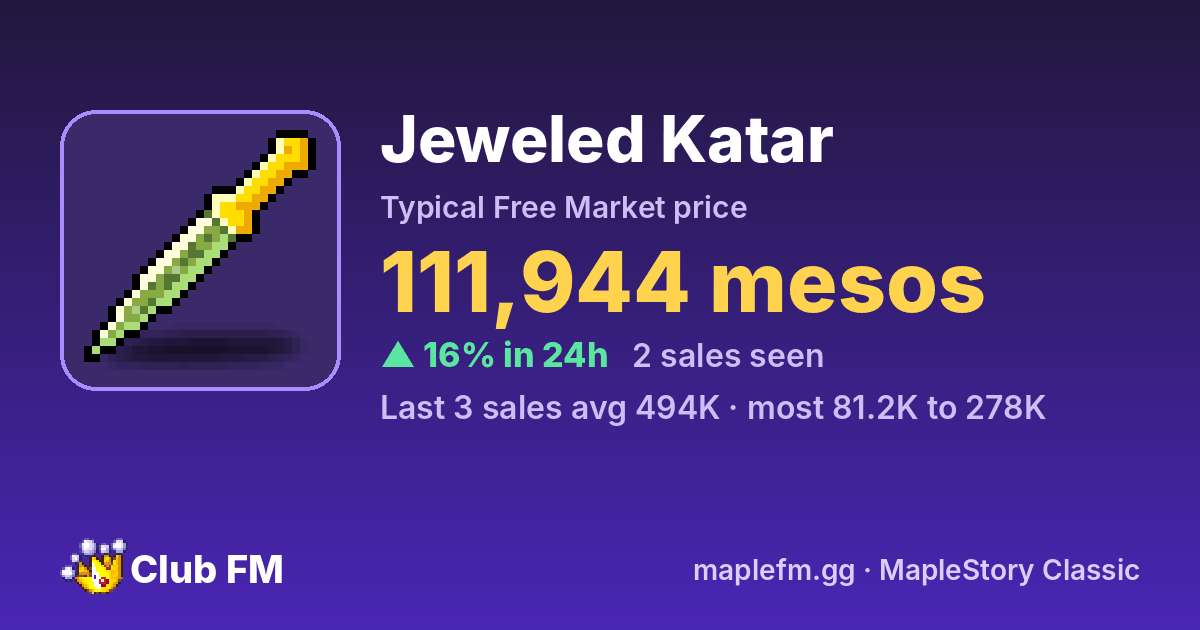 Jeweled Katar
Typical Free Market price
111,944 mesos
▲ 16% in 24h 2 sales seen
Last 3 sales avg 494K · most 81.2K to 278K
Club FM
maplefm.gg · MapleStory Classic